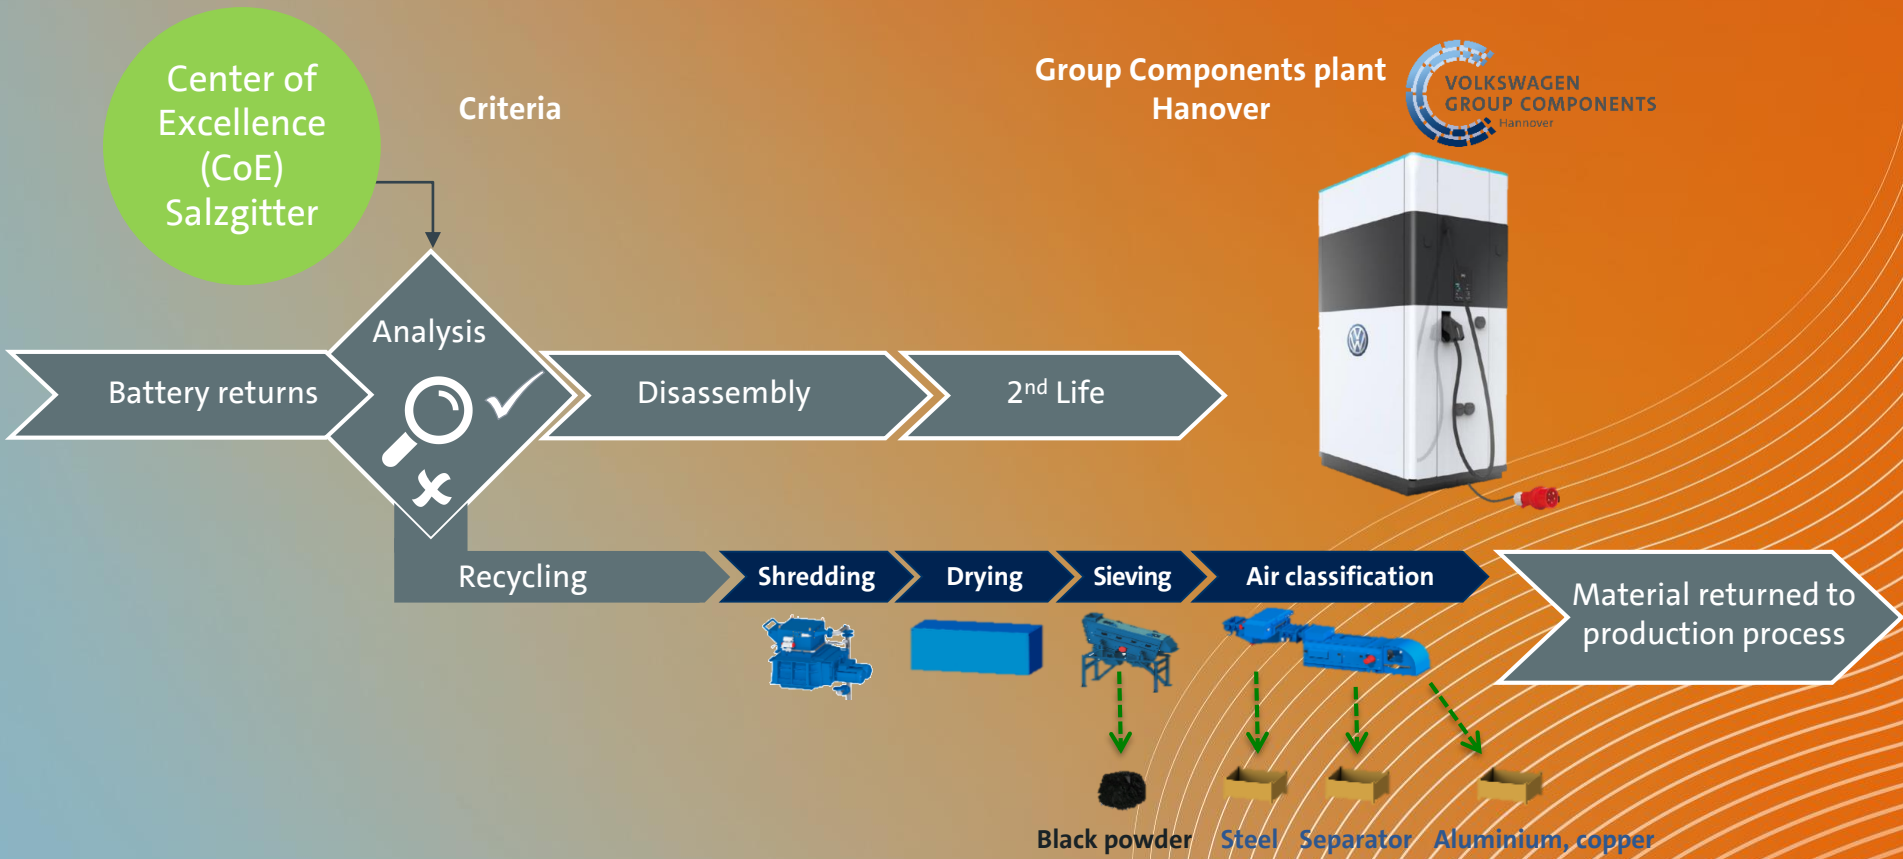 Center of
Excellence
(CoE)
Salzgitter
Criteria
Group Components plant
Hanover
VOLKSWAGEN
GROUP COMPONENTS
Hannover
Analysis
Battery returns
Disassembly
2nd Life
Recycling
Shredding
Drying
Sieving
Air classification
Material returned to
production process
Black powder
Steel
Separator
Aluminium, copper